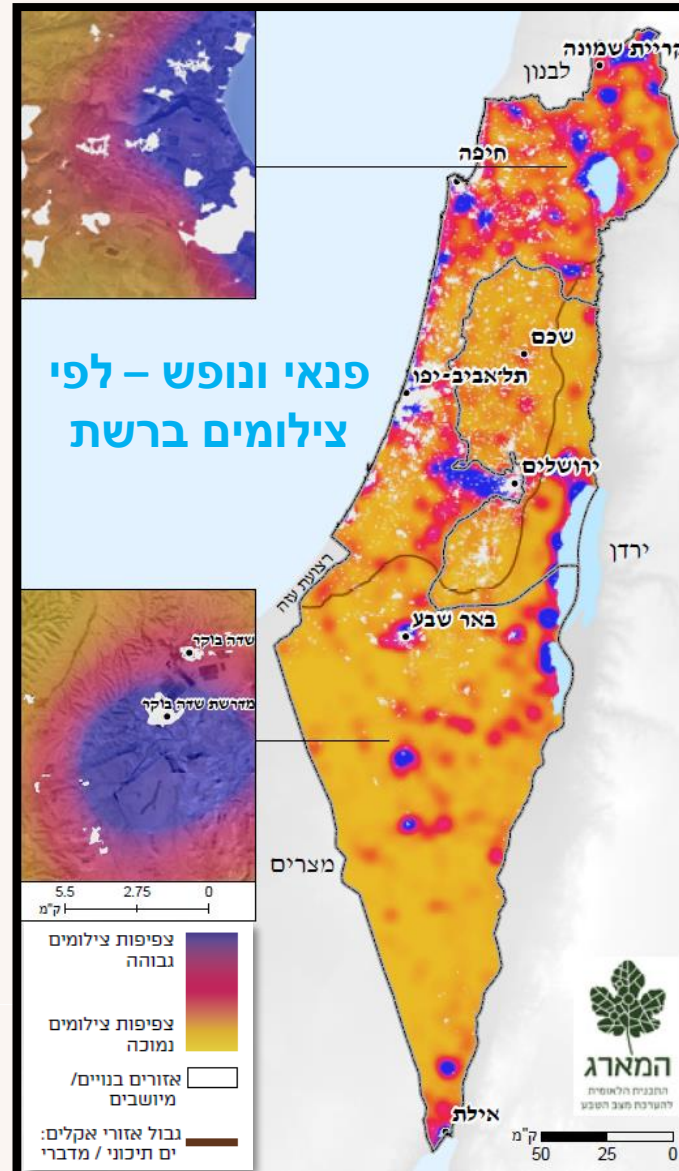 קריית שמונה
לבנון
חיפה
פנאי ונופש – לפי
צילומים ברשת
שכם
תל־אביב-יפו
ירושלים
ירדן
רצועת עזה
באר שבע
שדה בוקר
מדרשת שדה בוקר
מצרים
5.5 2.75 0
ק"מ
צפיפות צילומים
גבוהה
צפיפות צילומים
נמוכה
אזורים בנויים/
מיושבים
גבול אזורי אקלים:
ים תיכוני / מדברי
אילת
המארג
התכנית הלאומית
להערכת מצב הטבע
ק"מ
50 25 0